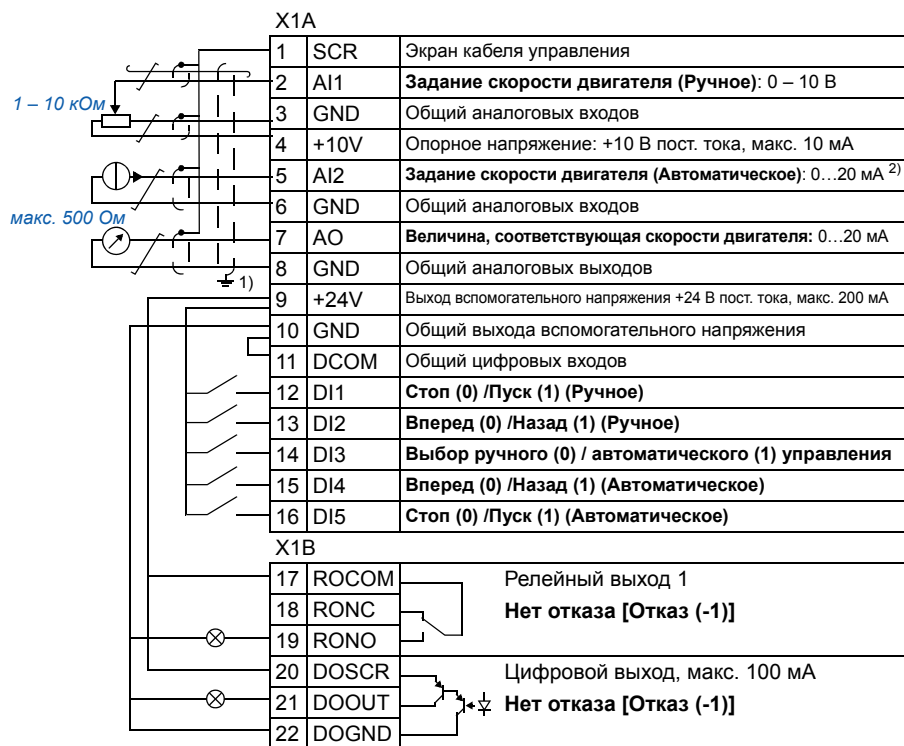 X1A
1 SCR Экран кабеля управления
2 AI1 Задание скорости двигателя (Ручное): 0 – 10 В
1 – 10 кОм
3 GND Общий аналоговых входов
4 +10V Опорное напряжение: +10 В пост. тока, макс. 10 мА
5 AI2 Задание скорости двигателя (Автоматическое): 0...20 мА 2)
6 GND Общий аналоговых входов
макс. 500 Ом
7 AO Величина, соответствующая скорости двигателя: 0...20 мА
8 GND Общий аналоговых выходов
1)
9 +24V Выход вспомогательного напряжения +24 В пост. тока, макс. 200 мА
10 GND Общий выхода вспомогательного напряжения
11 DCOM Общий цифровых входов
12 DI1 Стоп (0) /Пуск (1) (Ручное)
13 DI2 Вперед (0) /Назад (1) (Ручное)
14 DI3 Выбор ручного (0) / автоматического (1) управления
15 DI4 Вперед (0) /Назад (1) (Автоматическое)
16 DI5 Стоп (0) /Пуск (1) (Автоматическое)
X1B
17 ROCOM Релейный выход 1
18 RONC Нет отказа [Отказ (-1)]
19 RONO
20 DOSCR Цифровой выход, макс. 100 мА
21 DOOUT Нет отказа [Отказ (-1)]
22 DOGND